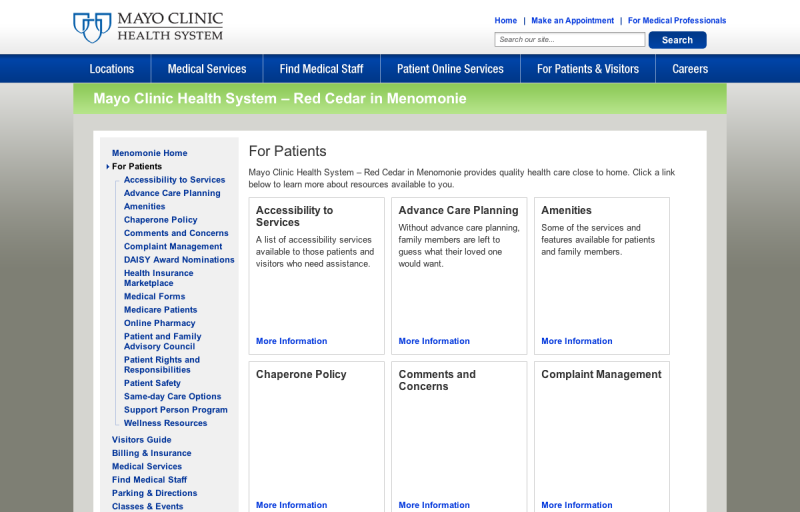 MAYO CLINIC
HEALTH SYSTEM
Home | Make an Appointment | For Medical Professionals
Search our site...
Search
Locations
Medical Services
Find Medical Staff
Patient Online Services
For Patients & Visitors
Careers
Mayo Clinic Health System – Red Cedar in Menomonie
Menomonie Home
For Patients
Accessibility to Services
Advance Care Planning
Amenities
Chaperone Policy
Comments and Concerns
Complaint Management
DAISY Award Nominations
Health Insurance
Marketplace
Medical Forms
Medicare Patients
Online Pharmacy
Patient and Family
Advisory Council
Patient Rights and
Responsibilities
Patient Safety
Same-day Care Options
Support Person Program
Wellness Resources
Visitors Guide
Billing & Insurance
Medical Services
Find Medical Staff
Parking & Directions
Classes & Events
For Patients
Mayo Clinic Health System – Red Cedar in Menomonie provides quality health care close to home. Click a link
below to learn more about resources available to you.
Accessibility to
Services
A list of accessibility services
available to those patients and
visitors who need assistance.
More Information
Advance Care Planning
Without advance care planning,
family members are left to
guess what their loved one
would want.
More Information
Amenities
Some of the services and
features available for patients
and family members.
More Information
Chaperone Policy
More Information
Comments and
Concerns
More Information
Complaint Management
More Information